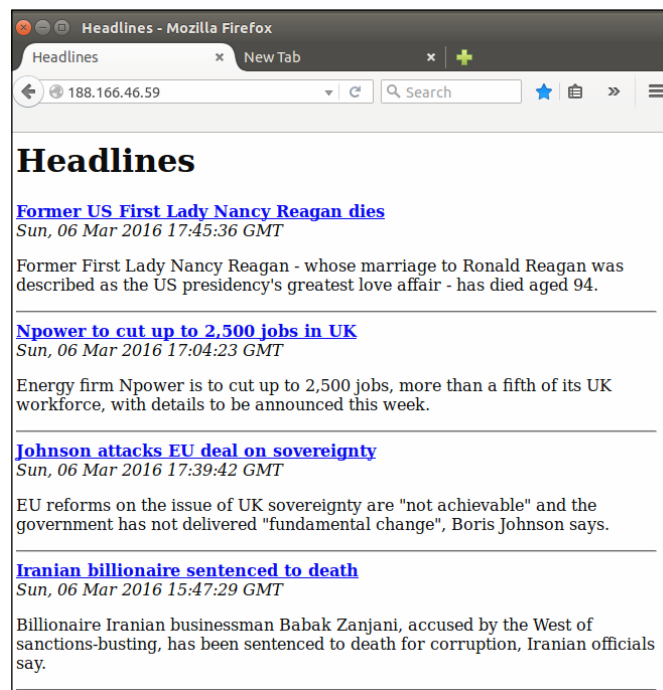 Headlines - Mozilla Firefox
Headlines
New Tab
188.166.46.59
Search
Headlines
Former US First Lady Nancy Reagan dies
Sun, 06 Mar 2016 17:45:36 GMT
Former First Lady Nancy Reagan - whose marriage to Ronald Reagan was
described as the US presidency's greatest love affair - has died aged 94.
Npower to cut up to 2,500 jobs in UK
Sun, 06 Mar 2016 17:04:23 GMT
Energy firm Npower is to cut up to 2,500 jobs, more than a fifth of its UK
workforce, with details to be announced this week.
Johnson attacks EU deal on sovereignty
Sun, 06 Mar 2016 17:39:42 GMT
EU reforms on the issue of UK sovereignty are "not achievable" and the
government has not delivered "fundamental change", Boris Johnson says.
Iranian billionaire sentenced to death
Sun, 06 Mar 2016 15:47:29 GMT
Billionaire Iranian businessman Babak Zanjani, accused by the West of
sanctions-busting, has been sentenced to death for corruption, Iranian officials
say.